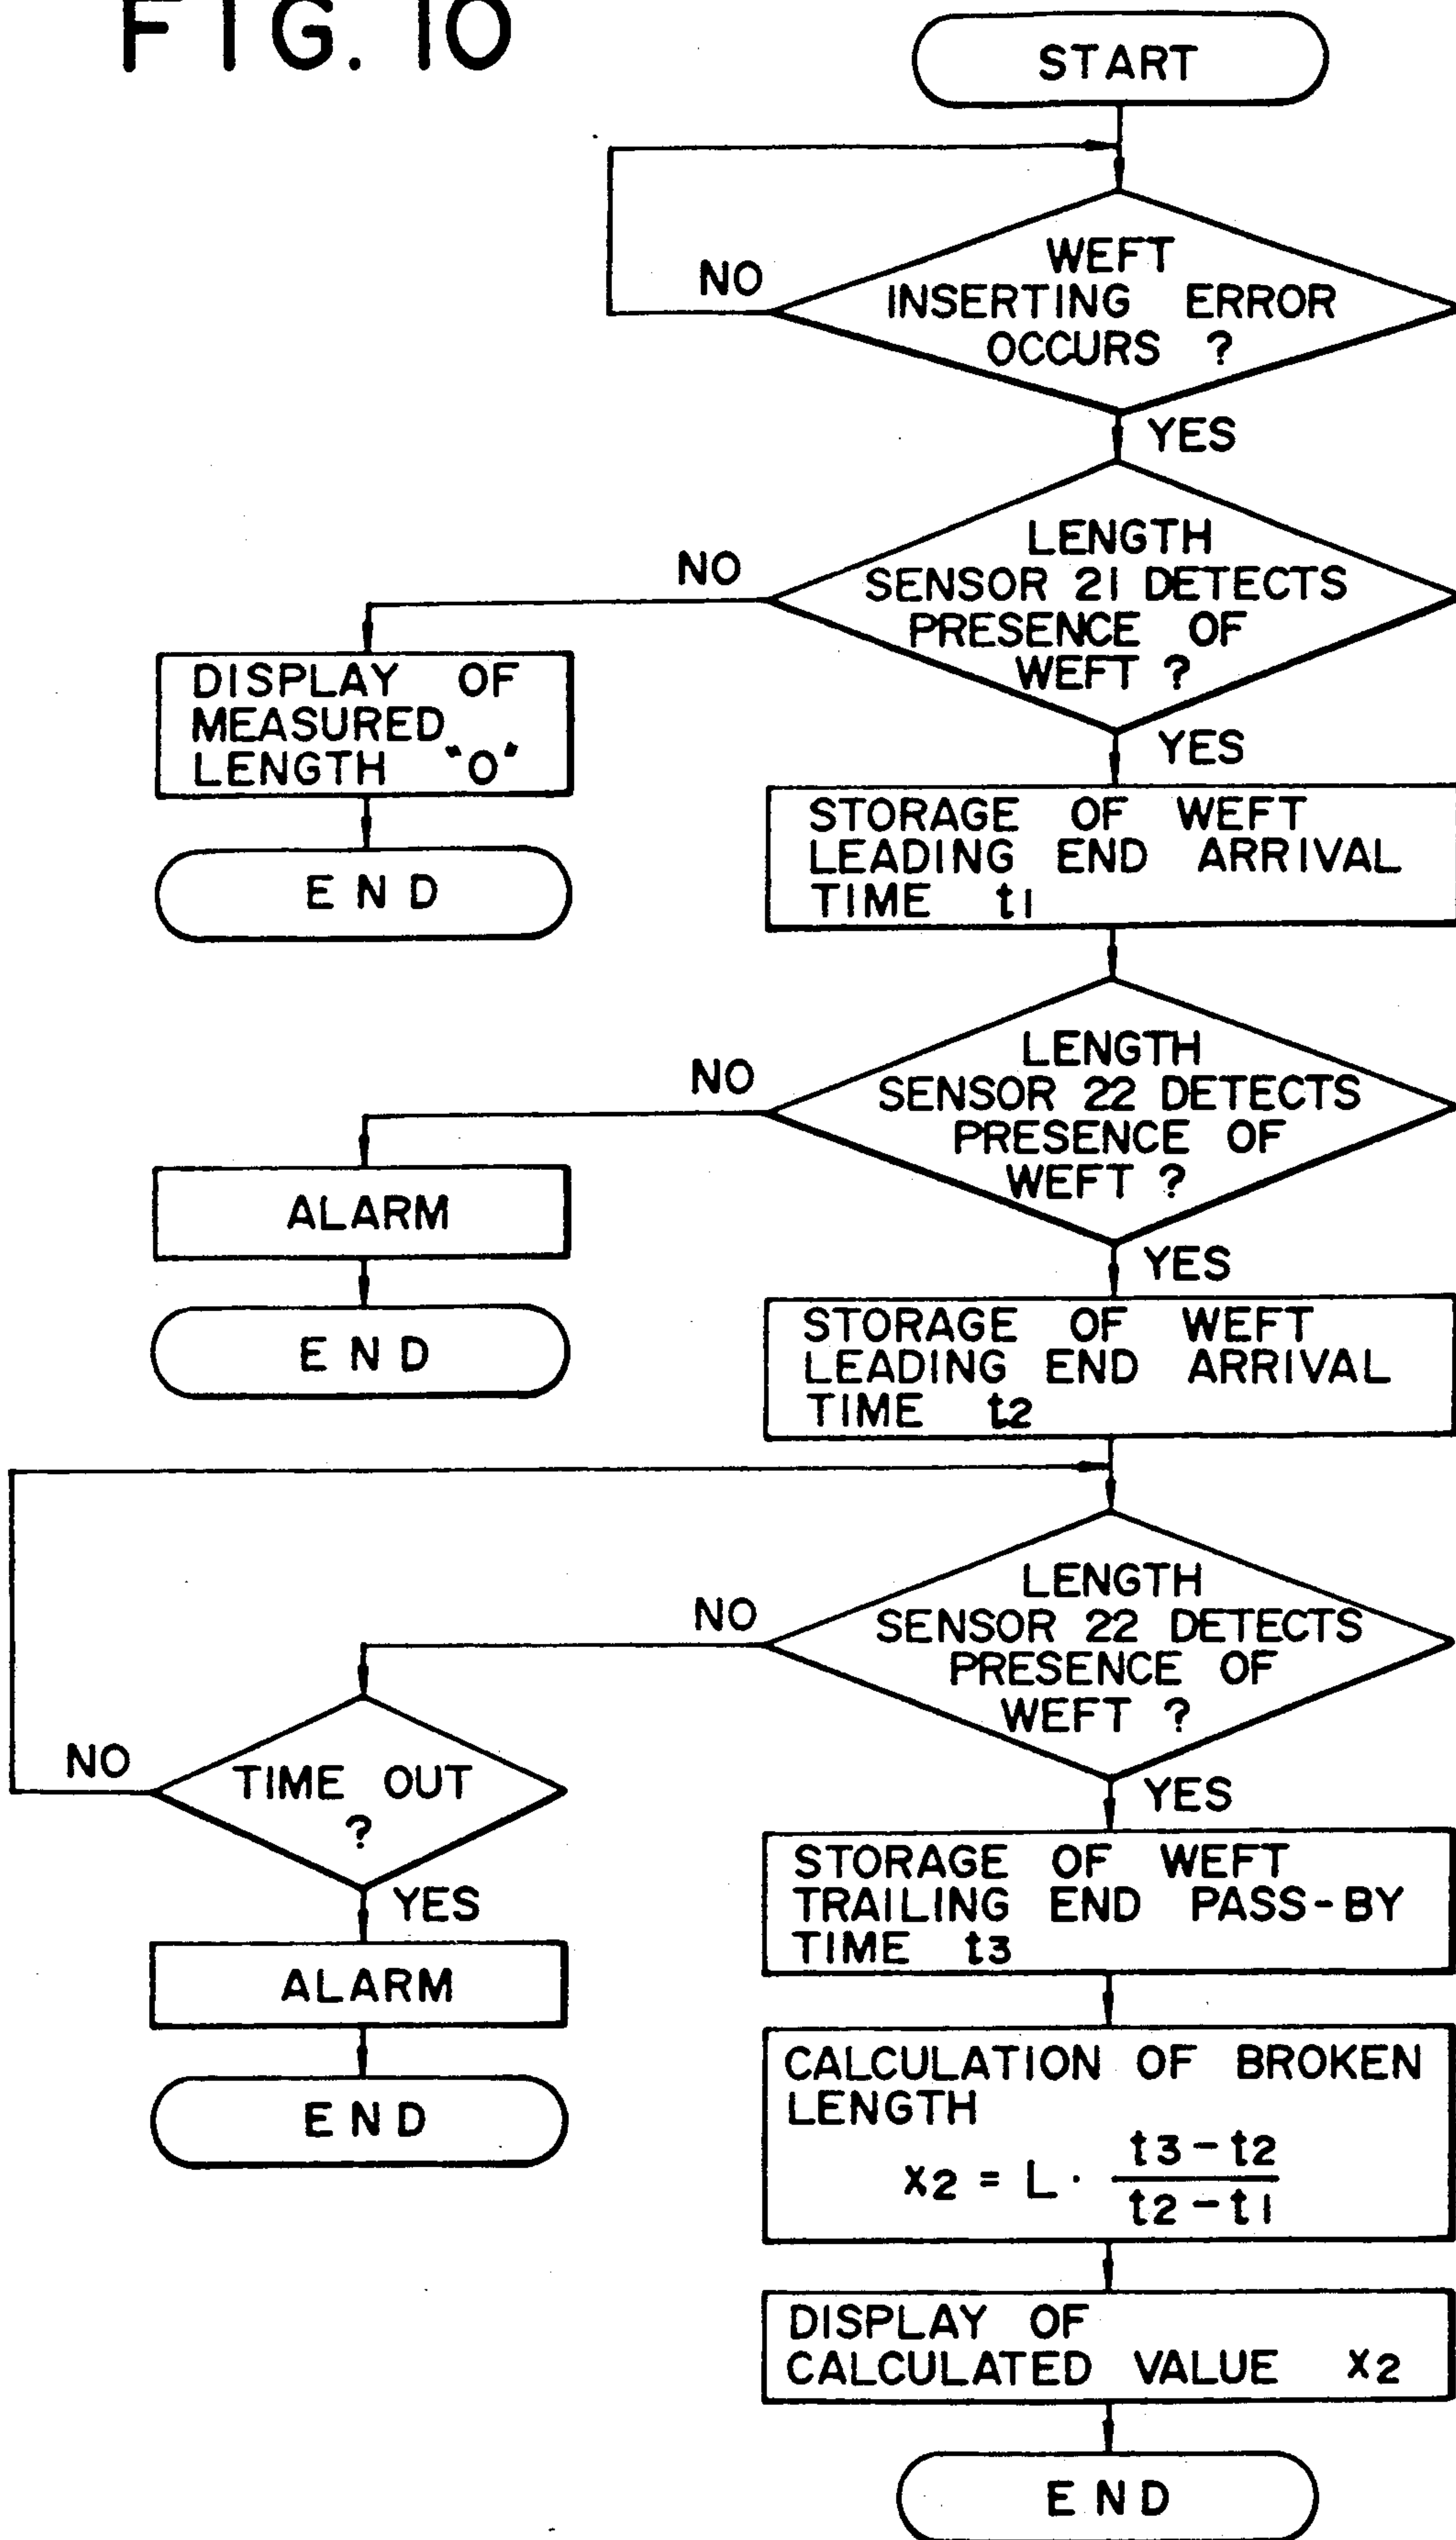 FIG. 10
START
WEFT
INSERTING ERROR
OCCURS ?
NO
YES
LENGTH
SENSOR 21 DETECTS
PRESENCE OF
WEFT ?
NO
DISPLAY OF
MEASURED
LENGTH "0"
END
YES
STORAGE OF WEFT
LEADING END ARRIVAL
TIME t1
LENGTH
SENSOR 22 DETECTS
PRESENCE OF
WEFT ?
NO
ALARM
END
YES
STORAGE OF WEFT
LEADING END ARRIVAL
TIME t2
LENGTH
SENSOR 22 DETECTS
PRESENCE OF
WEFT ?
NO
TIME OUT
?
NO
YES
ALARM
END
YES
STORAGE OF WEFT
TRAILING END PASS-BY
TIME t3
CALCULATION OF BROKEN
LENGTH
x2 = L · (t3-t2)/(t2-t1)
DISPLAY OF
CALCULATED VALUE x2
END